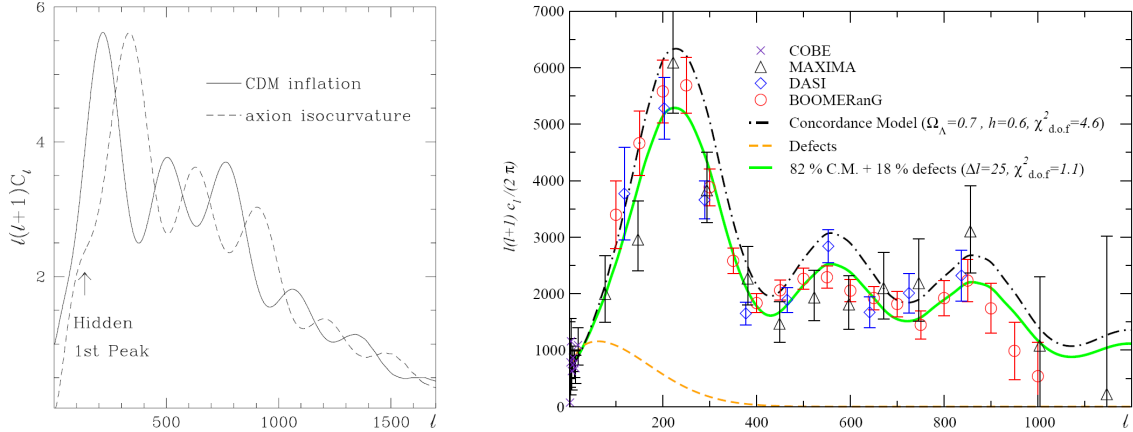 6
4
2
ℓ(ℓ+1)Cℓ
CDM inflation
axion isocurvature
Hidden
1st Peak
500
1000
1500
ℓ
7000
6000
5000
4000
3000
2000
1000
0
l(l+1) c_l/(2 π)
COBE
MAXIMA
DASI
BOOMERanG
Concordance Model (Ω_Λ=0.7 , h=0.6, χ²_d.o.f=4.6)
Defects
82 % C.M. + 18 % defects (Δl=25, χ²_d.o.f=1.1)
200
400
600
800
1000
l